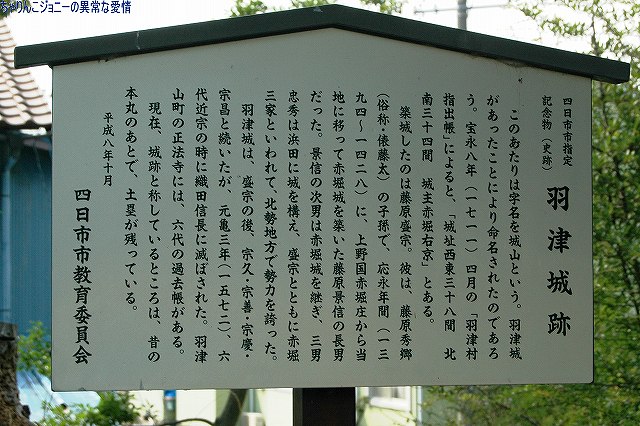 ちゃりんこジョニーの異常な愛情
四日市市指定
記念物（史跡）
羽津城跡
このあたりは字名を城山という。羽津城
があったことにより命名されたのであろ
う。宝永八年（一七一一）四月の「羽津村
指出帳」によると、「城址西東三十八間　北
南三十四間　城主赤堀右京」とある。
築城したのは藤原盛宗。彼は、藤原秀郷
（俗称・俵藤太）の子孫で、応永年間（一三
九四～一四二八）に、上野国赤堀庄から当
地に移って赤堀城を築いた藤原景信の長男
だった。景信の次男は赤堀城を継ぎ、三男
忠秀は浜田に城を構え、盛宗とともに赤堀
三家といわれて、北勢地方で勢力を誇った。
羽津城は、盛宗の後、宗久・宗善・宗慶・
宗昌と続いたが、元亀三年（一五七二）、六
代近宗の時に織田信長に滅ぼされた。羽津
山町の正法寺には、六代の過去帳がある。
現在、城跡と称しているところは、昔の
本丸のあとで、土塁が残っている。
平成八年十月
四日市市教育委員会